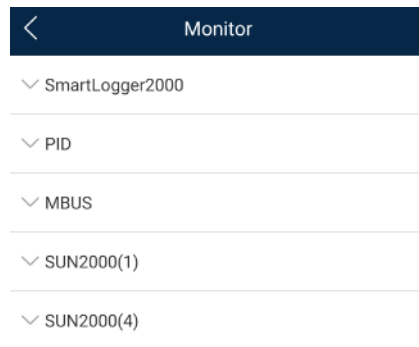 Monitor
SmartLogger2000
PID
MBUS
SUN2000(1)
SUN2000(4)